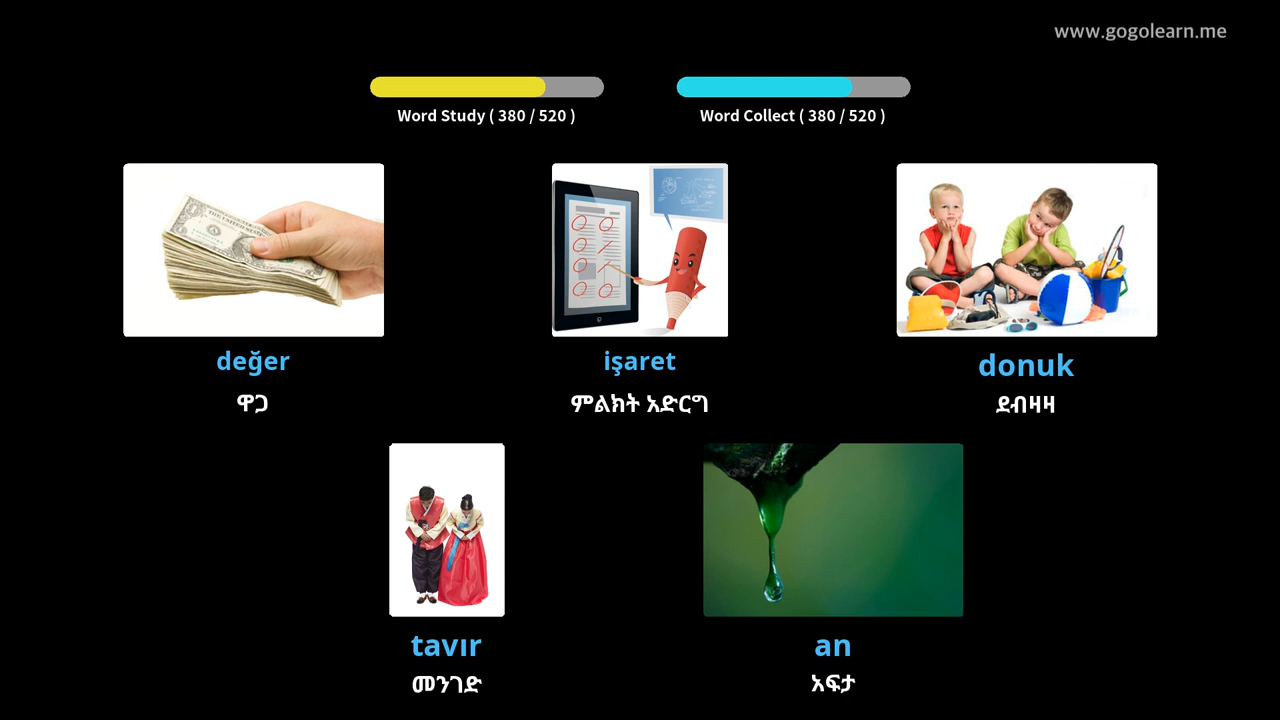 www.gogolearn.me
Word Study ( 380 / 520 )
Word Collect ( 380 / 520 )
değer
ዋጋ
işaret
ምልክት አድርግ
donuk
ደብዛዛ
tavır
መንገድ
an
አፍታ